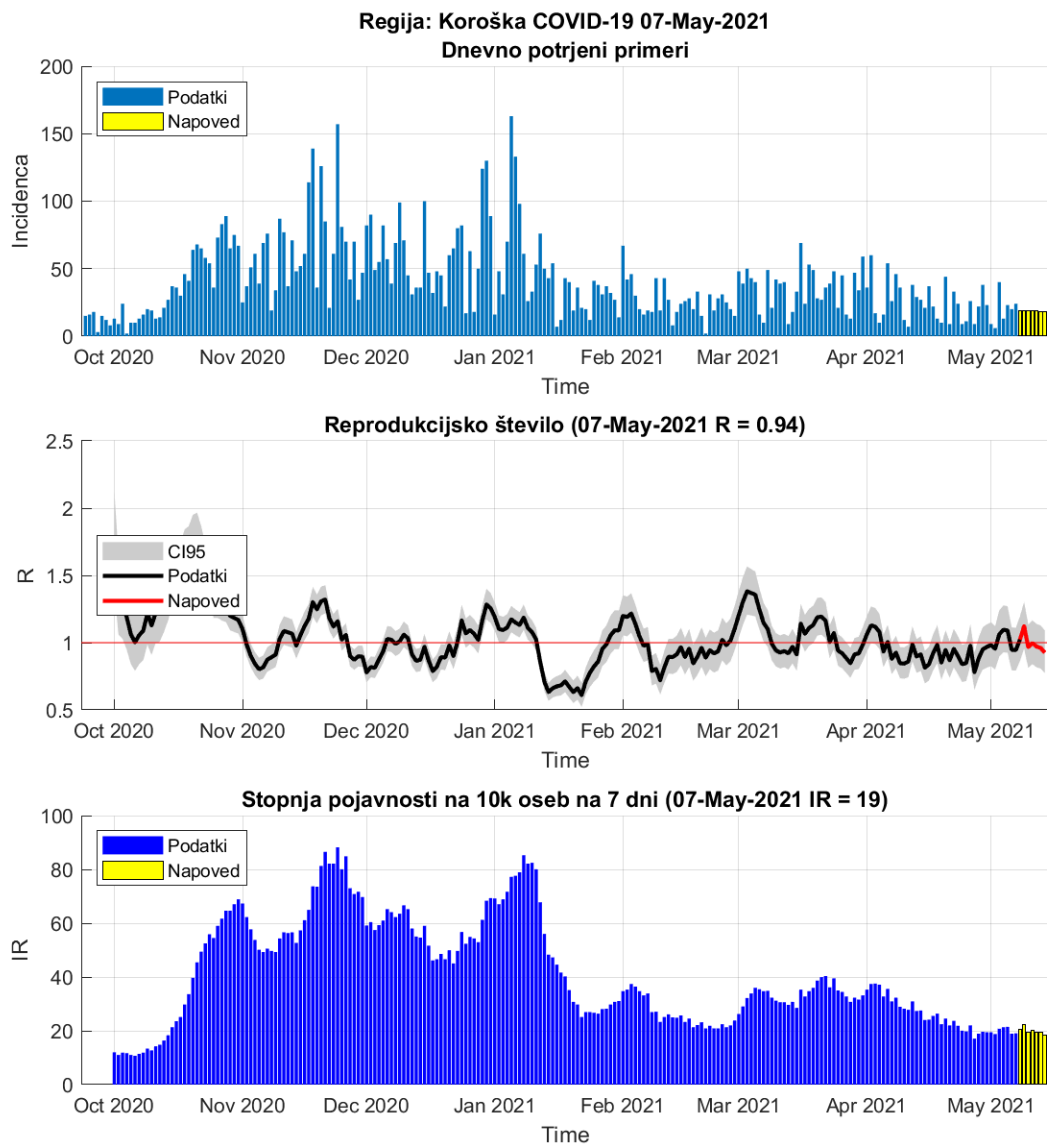 Regija: Koroška COVID-19 07-May-2021
Dnevno potrjeni primeri
200
150
100
50
0
Incidenca
Podatki
Napoved
Oct 2020 Nov 2020 Dec 2020 Jan 2021 Feb 2021 Mar 2021 Apr 2021 May 2021
Time
Reprodukcijsko število (07-May-2021 R = 0.94)
2.5
2
1.5
1
0.5
R
CI95
Podatki
Napoved
Oct 2020 Nov 2020 Dec 2020 Jan 2021 Feb 2021 Mar 2021 Apr 2021 May 2021
Time
Stopnja pojavnosti na 10k oseb na 7 dni (07-May-2021 IR = 19)
100
80
60
40
20
0
IR
Podatki
Napoved
Oct 2020 Nov 2020 Dec 2020 Jan 2021 Feb 2021 Mar 2021 Apr 2021 May 2021
Time